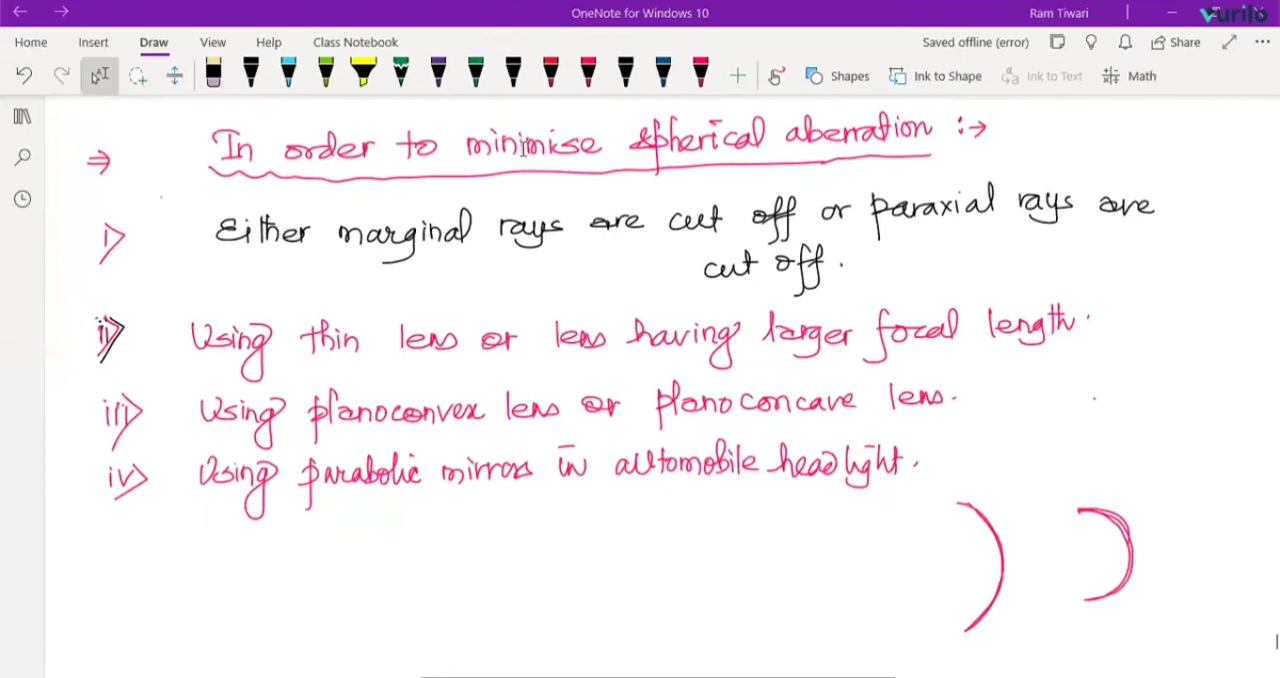 OneNote for Windows 10
Ram Tiwari
Yurilo
Home Insert Draw View Help Class Notebook
Saved offline (error) Share
Shapes Ink to Shape Ink to Text Math
⇒ In order to minimise spherical aberration :→
i) Either marginal rays are cut off or paraxial rays are
cut off.
ii) Using thin lens or lens having larger focal length.
iii) Using planoconvex lens or planoconcave lens.
iv) Using parabolic mirror in automobile headlight.